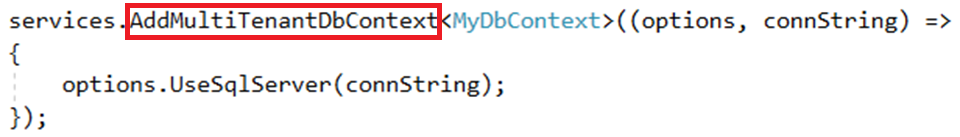 services.AddMultiTenantDbContext<MyDbContext>((options, connString) =>
{
    options.UseSqlServer(connString);
});